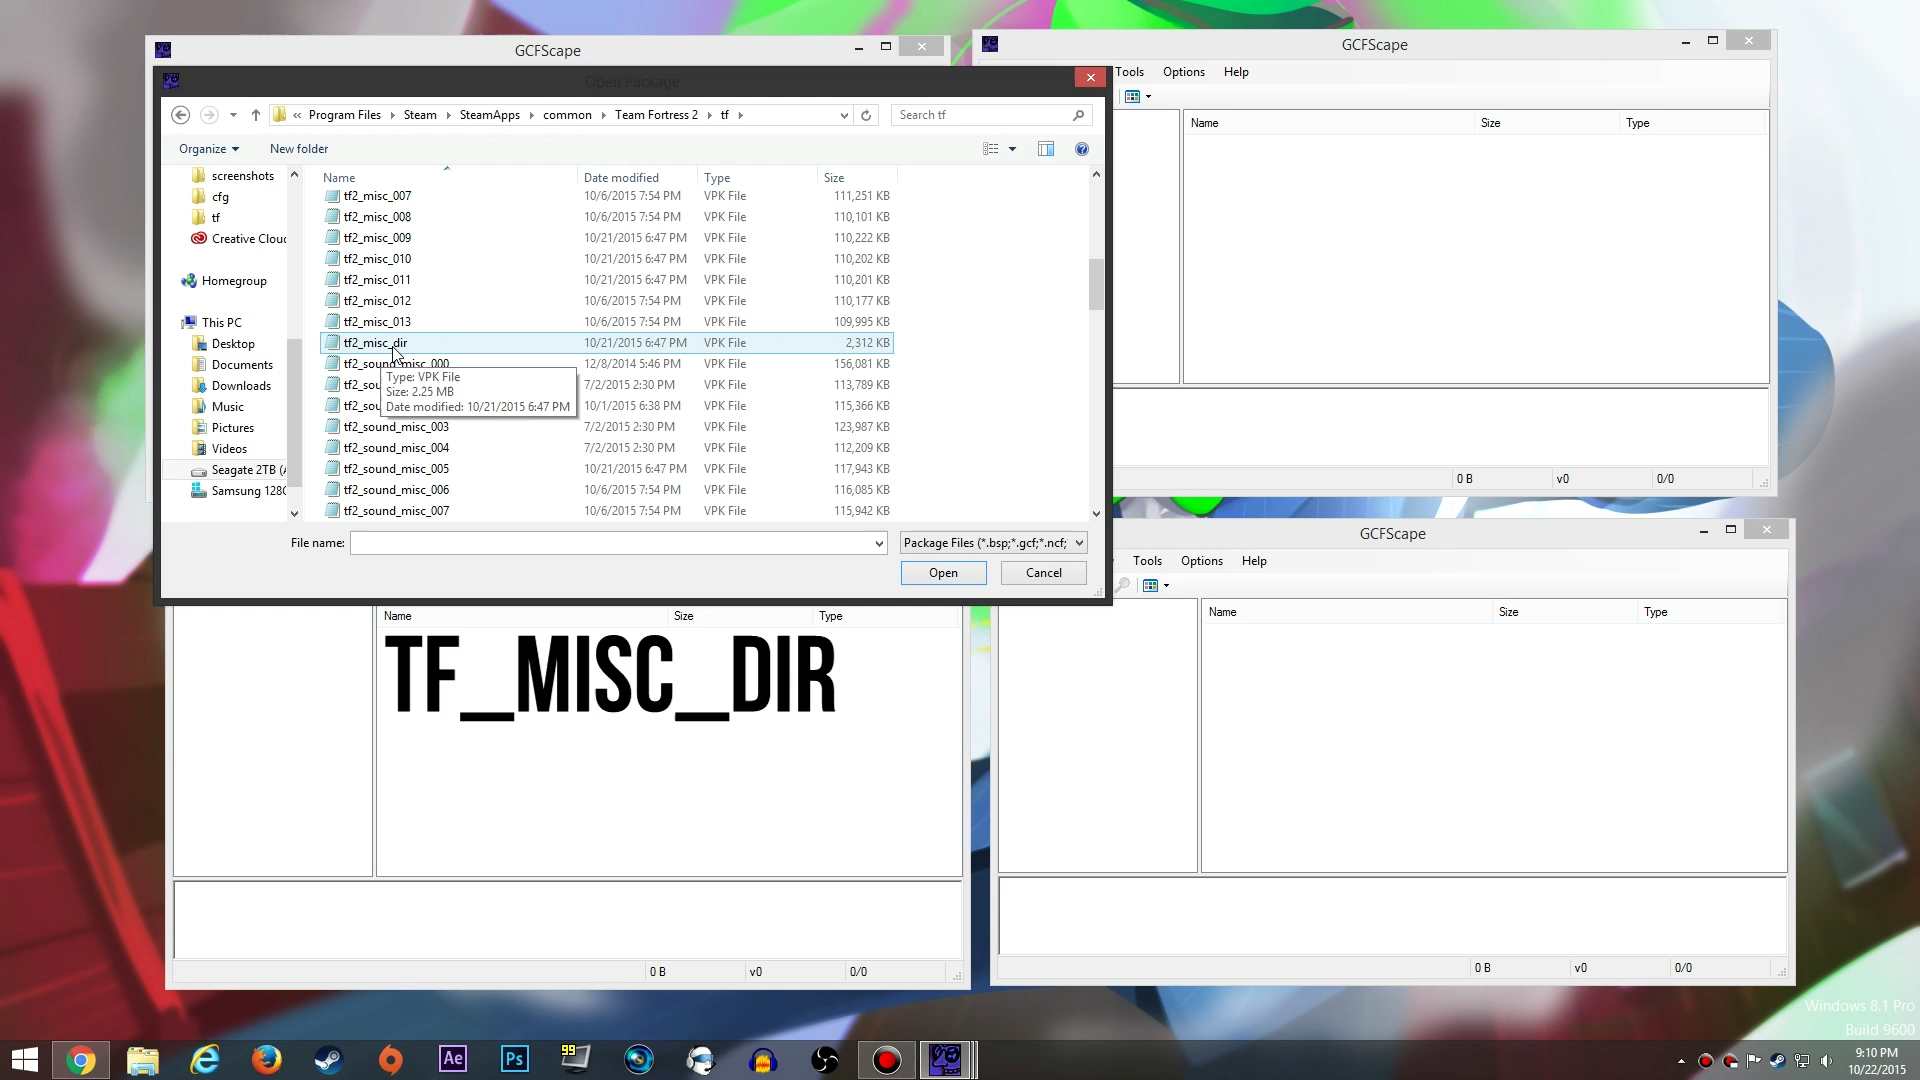 GCFScape
GCFScape
Open Package
Tools Options Help
« Program Files Steam SteamApps common Team Fortress 2 tf
Search tf
Organize New folder
Name Size Type
screenshots
cfg
tf
Creative Clou
Homegroup
This PC
Desktop
Documents
Downloads
Music
Pictures
Videos
Seagate 2TB (
Samsung 128
Name Date modified Type Size
tf2_misc_007 10/6/2015 7:54 PM VPK File 111,251 KB
tf2_misc_008 10/6/2015 7:54 PM VPK File 110,101 KB
tf2_misc_009 10/21/2015 6:47 PM VPK File 110,222 KB
tf2_misc_010 10/21/2015 6:47 PM VPK File 110,202 KB
tf2_misc_011 10/21/2015 6:47 PM VPK File 110,201 KB
tf2_misc_012 10/6/2015 7:54 PM VPK File 110,177 KB
tf2_misc_013 10/6/2015 7:54 PM VPK File 109,995 KB
tf2_misc_dir 10/21/2015 6:47 PM VPK File 2,312 KB
tf2_sound_misc_000 12/8/2014 5:46 PM VPK File 156,081 KB
tf2_sou 7/2/2015 2:30 PM VPK File 113,789 KB
tf2_sou 10/1/2015 6:38 PM VPK File 115,366 KB
tf2_sound_misc_003 7/2/2015 2:30 PM VPK File 123,987 KB
tf2_sound_misc_004 7/2/2015 2:30 PM VPK File 112,209 KB
tf2_sound_misc_005 10/21/2015 6:47 PM VPK File 117,943 KB
tf2_sound_misc_006 10/6/2015 7:54 PM VPK File 116,085 KB
tf2_sound_misc_007 10/6/2015 7:54 PM VPK File 115,942 KB
Type: VPK File
Size: 2.25 MB
Date modified: 10/21/2015 6:47 PM
0 B v0 0/0
File name:
Package Files (*.bsp;*.gcf;*.ncf;
Open Cancel
GCFScape
Tools Options Help
Name Size Type
Name Size Type
TF_MISC_DIR
0 B v0 0/0
0 B v0 0/0
Windows 8.1 Pro
Build 9600
Ae
Ps
99
9:10 PM
10/22/2015